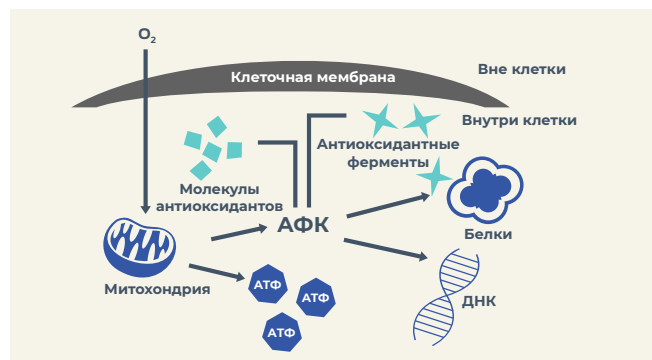 O₂
Клеточная мембрана
Вне клетки
Внутри клетки
Антиоксидантные
ферменты
Молекулы
антиоксидантов
АФК
Белки
Митохондрия
АТФ
АТФ
АТФ
ДНК